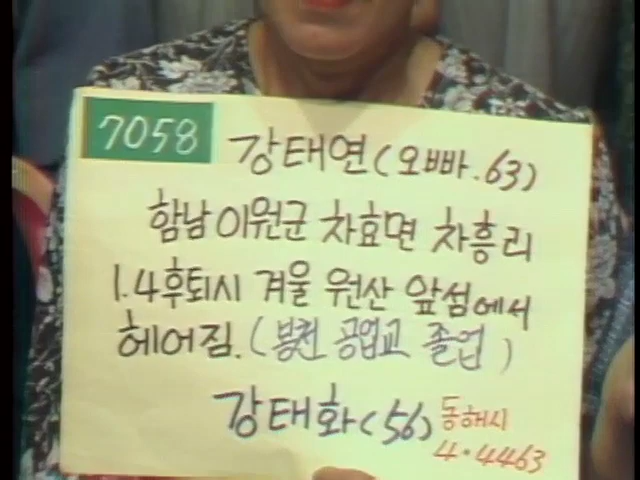 7058
강태연(오빠.63)
함남 이원군 차효면 차흥리
1.4후퇴시 겨울 원산 앞섬에서
헤어짐.(봉천 공업교 졸업)
강태화(56) 동해시
4·4463